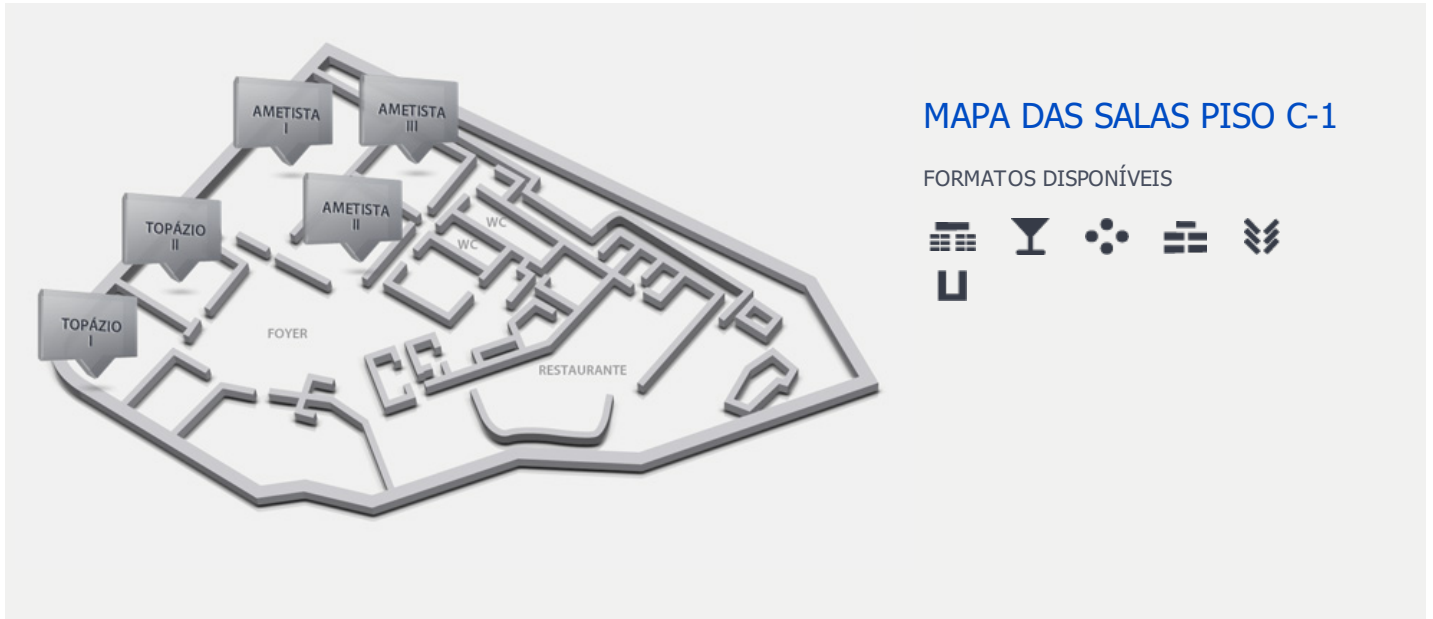 MAPA DAS SALAS PISO C-1
FORMATOS DISPONÍVEIS
AMETISTA
I
AMETISTA
III
AMETISTA
II
TOPÁZIO
II
TOPÁZIO
I
WC
WC
FOYER
RESTAURANTE